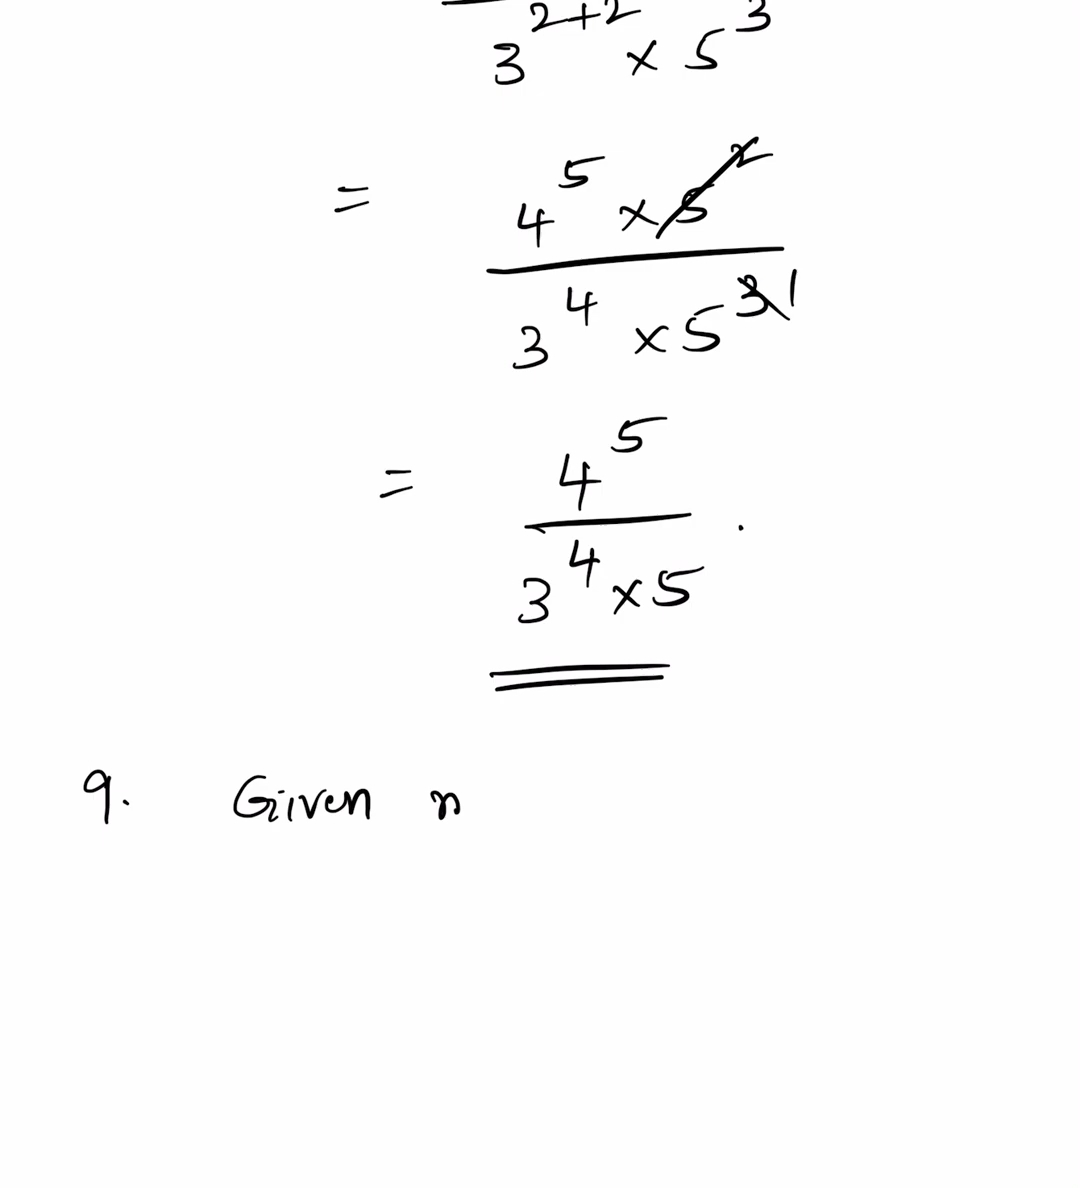 3^{2+2} × 5^3
= 4^5 × 5^2
3^4 × 5^3 1
= 4^5
3^4 × 5 .
9. Given n